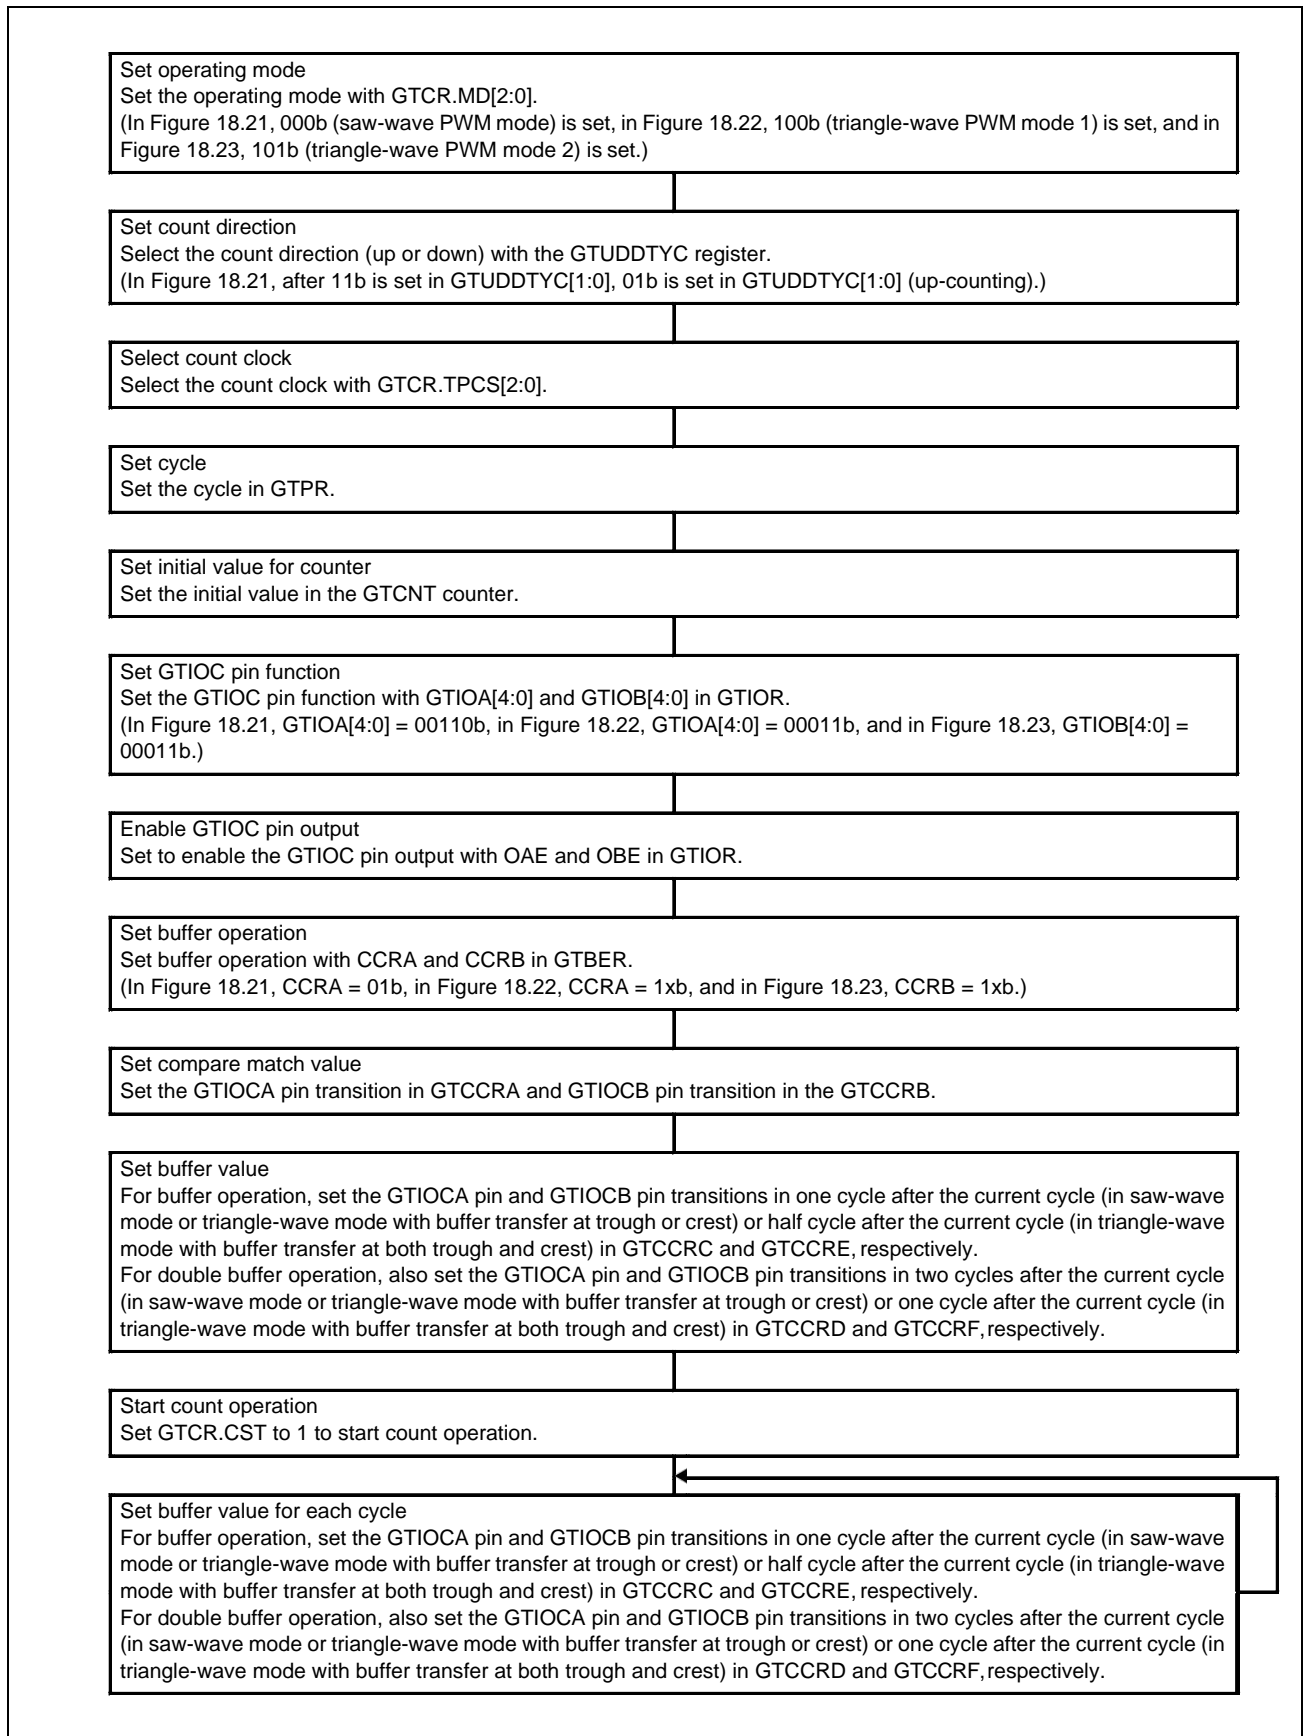 Set operating mode
Set the operating mode with GTCR.MD[2:0].
(In Figure 18.21, 000b (saw-wave PWM mode) is set, in Figure 18.22, 100b (triangle-wave PWM mode 1) is set, and in
Figure 18.23, 101b (triangle-wave PWM mode 2) is set.)
Set count direction
Select the count direction (up or down) with the GTUDDTYC register.
(In Figure 18.21, after 11b is set in GTUDDTYC[1:0], 01b is set in GTUDDTYC[1:0] (up-counting).)
Select count clock
Select the count clock with GTCR.TPCS[2:0].
Set cycle
Set the cycle in GTPR.
Set initial value for counter
Set the initial value in the GTCNT counter.
Set GTIOC pin function
Set the GTIOC pin function with GTIOA[4:0] and GTIOB[4:0] in GTIOR.
(In Figure 18.21, GTIOA[4:0] = 00110b, in Figure 18.22, GTIOA[4:0] = 00011b, and in Figure 18.23, GTIOB[4:0] =
00011b.)
Enable GTIOC pin output
Set to enable the GTIOC pin output with OAE and OBE in GTIOR.
Set buffer operation
Set buffer operation with CCRA and CCRB in GTBER.
(In Figure 18.21, CCRA = 01b, in Figure 18.22, CCRA = 1xb, and in Figure 18.23, CCRB = 1xb.)
Set compare match value
Set the GTIOCA pin transition in GTCCRA and GTIOCB pin transition in the GTCCRB.
Set buffer value
For buffer operation, set the GTIOCA pin and GTIOCB pin transitions in one cycle after the current cycle (in saw-wave
mode or triangle-wave mode with buffer transfer at trough or crest) or half cycle after the current cycle (in triangle-wave
mode with buffer transfer at both trough and crest) in GTCCRC and GTCCRE, respectively.
For double buffer operation, also set the GTIOCA pin and GTIOCB pin transitions in two cycles after the current cycle
(in saw-wave mode or triangle-wave mode with buffer transfer at trough or crest) or one cycle after the current cycle (in
triangle-wave mode with buffer transfer at both trough and crest) in GTCCRD and GTCCRF, respectively.
Start count operation
Set GTCR.CST to 1 to start count operation.
Set buffer value for each cycle
For buffer operation, set the GTIOCA pin and GTIOCB pin transitions in one cycle after the current cycle (in saw-wave
mode or triangle-wave mode with buffer transfer at trough or crest) or half cycle after the current cycle (in triangle-wave
mode with buffer transfer at both trough and crest) in GTCCRC and GTCCRE, respectively.
For double buffer operation, also set the GTIOCA pin and GTIOCB pin transitions in two cycles after the current cycle
(in saw-wave mode or triangle-wave mode with buffer transfer at trough or crest) or one cycle after the current cycle (in
triangle-wave mode with buffer transfer at both trough and crest) in GTCCRD and GTCCRF, respectively.